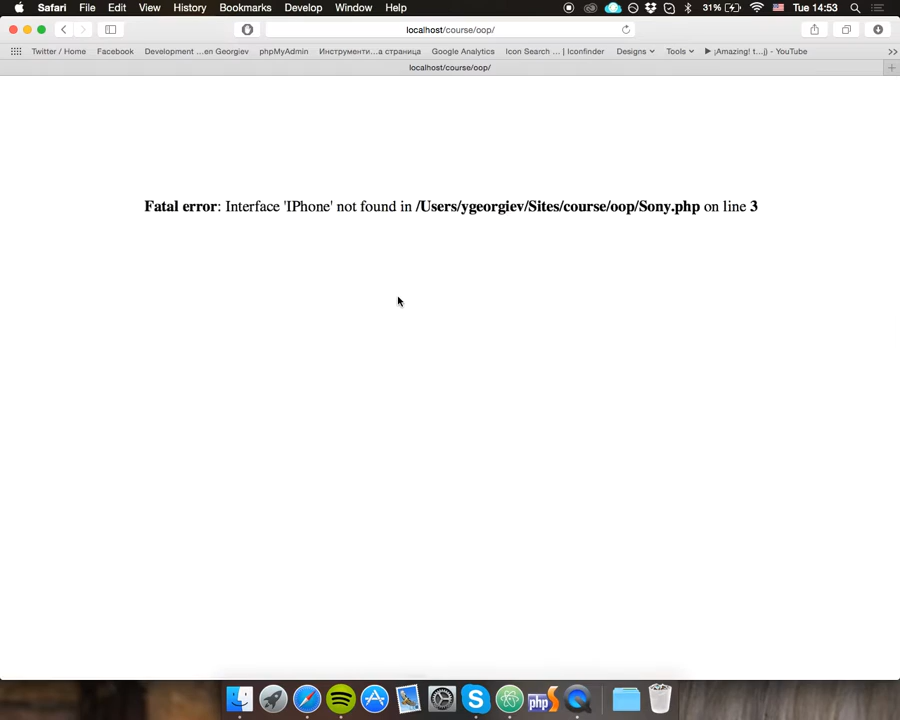 Safari File Edit View History Bookmarks Develop Window Help 31% Tue 14:53
localhost/course/oop/
Twitter / Home Facebook Development ...en Georgiev phpMyAdmin Инструменти...а страница Google Analytics Icon Search ... | Iconfinder Designs Tools ▶ ¡Amazing! t...j) - YouTube >>
localhost/course/oop/ +
Fatal error: Interface 'IPhone' not found in /Users/ygeorgiev/Sites/course/oop/Sony.php on line 3
php